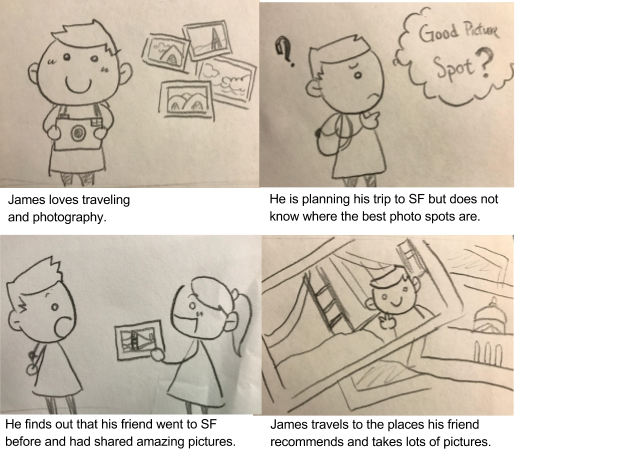 ?
Good Picture
Spot?
James loves traveling
and photography.
He is planning his trip to SF but does not
know where the best photo spots are.
He finds out that his friend went to SF
before and had shared amazing pictures.
James travels to the places his friend
recommends and takes lots of pictures.